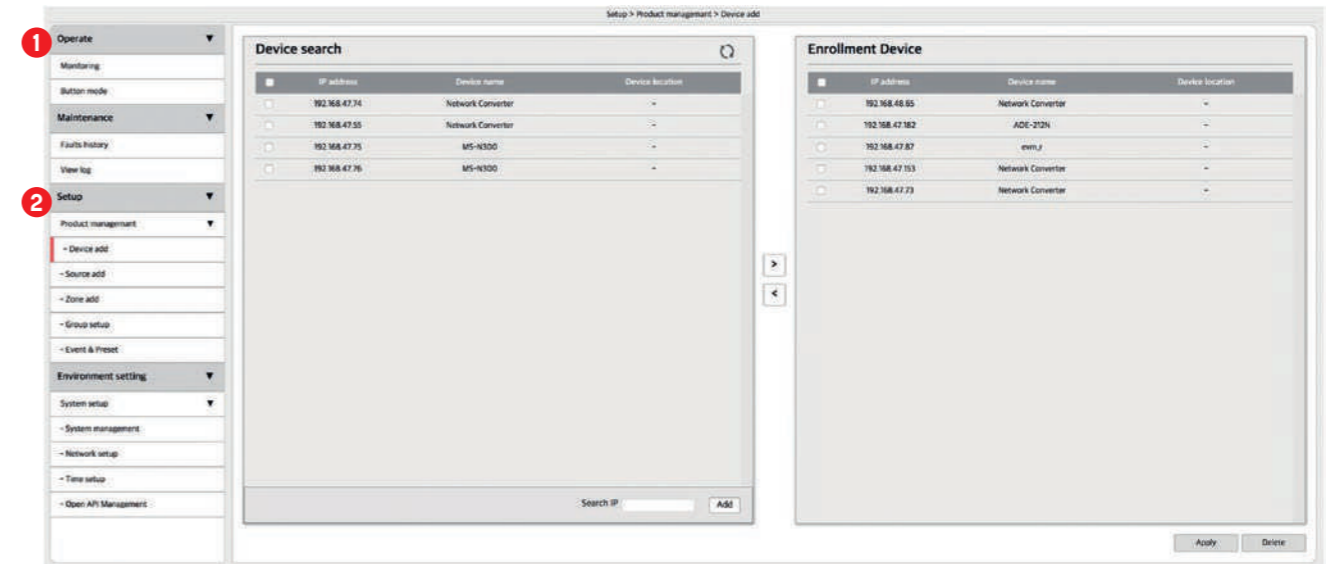 Setup > Product management > Device add
1
Operate ▼
Monitoring
Button mode
Maintenance ▼
Faults history
View log
2
Setup ▼
Product management ▼
- Device add
- Source add
- Zone add
- Group setup
- Event & Preset
Environment setting ▼
System setup ▼
- System management
- Network setup
- Time setup
- Open API Management
Device search
IP address Device name Device location
192.168.47.74 Network Converter -
192.168.47.55 Network Converter -
192.168.47.75 MS-N300 -
192.168.47.76 MS-N300 -
Search IP Add
>
<
Enrollment Device
IP address Device name Device location
192.168.48.65 Network Converter -
192.168.47.182 ADE-212N -
192.168.47.87 evm_r -
192.168.47.153 Network Converter -
192.168.47.73 Network Converter -
Apply Delete